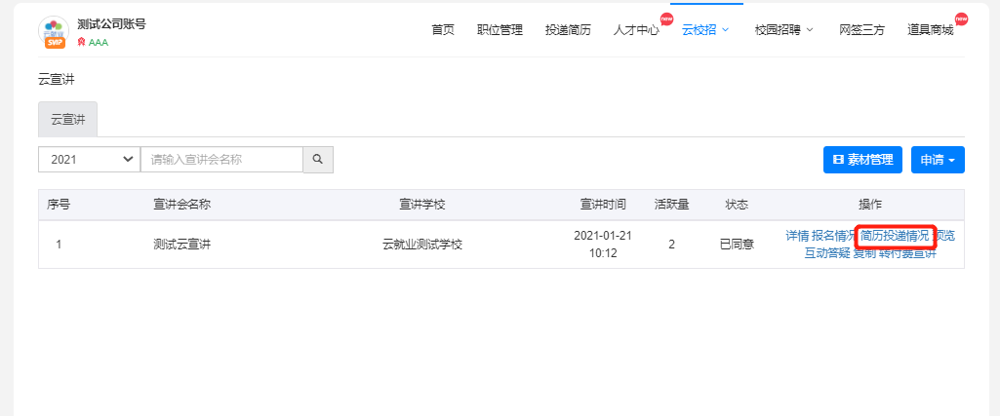 测试公司账号
云就业
SVIP
AAA
首页 职位管理 投递简历 人才中心 new 云校招 校园招聘 网签三方 道具商城 new
云宣讲
云宣讲
2021 请输入宣讲会名称 素材管理 申请
序号 宣讲会名称 宣讲学校 宣讲时间 活跃量 状态 操作
1 测试云宣讲 云就业测试学校 2021-01-21 10:12 2 已同意 详情 报名情况 简历投递情况 预览
互动答疑 复制 转付费宣讲